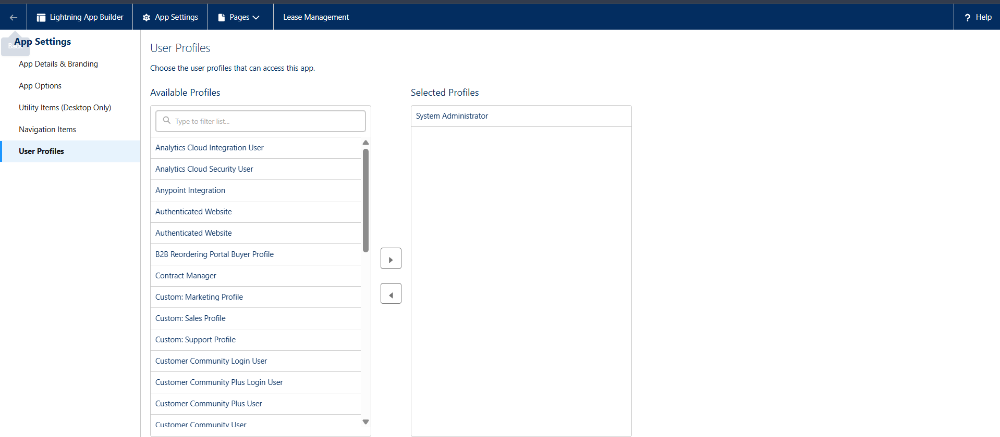 Lightning App Builder
App Settings
Pages
Lease Management
? Help
Back
App Settings
App Details & Branding
App Options
Utility Items (Desktop Only)
Navigation Items
User Profiles
User Profiles
Choose the user profiles that can access this app.
Available Profiles
Type to filter list...
Analytics Cloud Integration User
Analytics Cloud Security User
Anypoint Integration
Authenticated Website
Authenticated Website
B2B Reordering Portal Buyer Profile
Contract Manager
Custom: Marketing Profile
Custom: Sales Profile
Custom: Support Profile
Customer Community Login User
Customer Community Plus Login User
Customer Community Plus User
Customer Community User
Selected Profiles
System Administrator